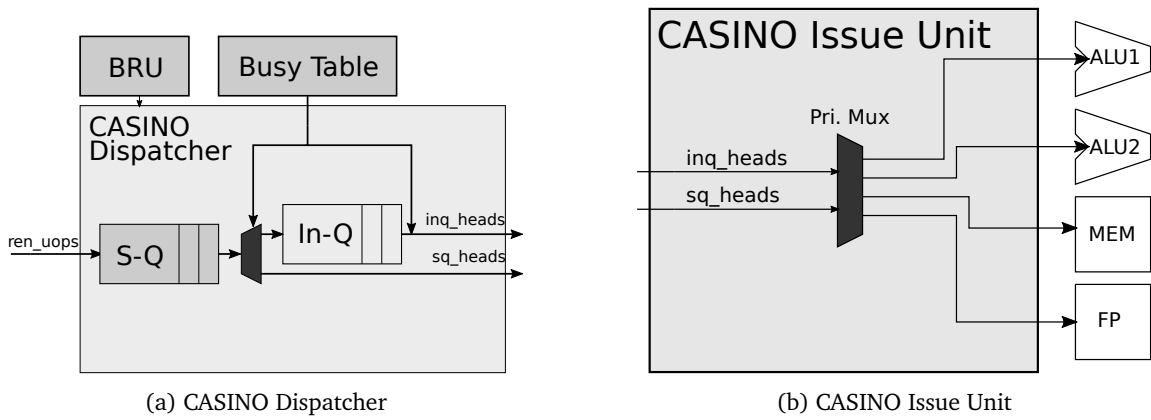 BRU
Busy Table
CASINO
Dispatcher
ren_uops
S-Q
In-Q
inq_heads
sq_heads
(a) CASINO Dispatcher
CASINO Issue Unit
Pri. Mux
inq_heads
sq_heads
ALU1
ALU2
MEM
FP
(b) CASINO Issue Unit